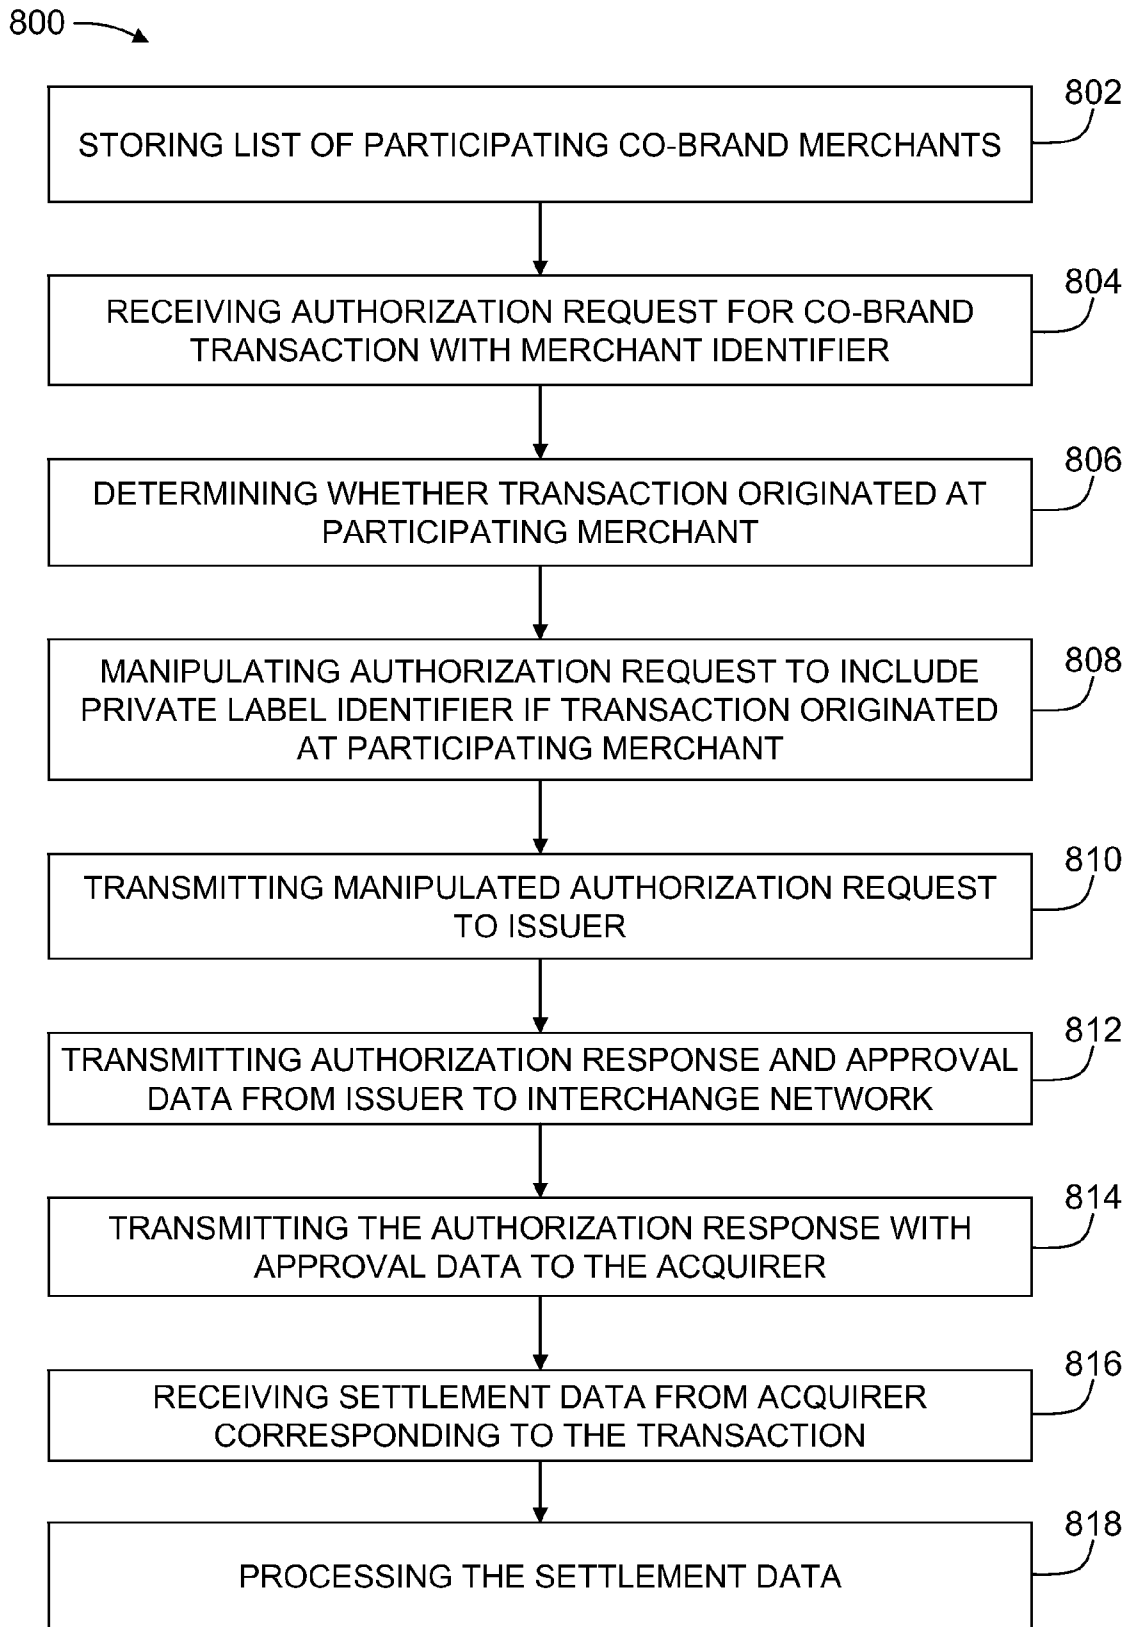 800
802
STORING LIST OF PARTICIPATING CO-BRAND MERCHANTS
804
RECEIVING AUTHORIZATION REQUEST FOR CO-BRAND
TRANSACTION WITH MERCHANT IDENTIFIER
806
DETERMINING WHETHER TRANSACTION ORIGINATED AT
PARTICIPATING MERCHANT
808
MANIPULATING AUTHORIZATION REQUEST TO INCLUDE
PRIVATE LABEL IDENTIFIER IF TRANSACTION ORIGINATED
AT PARTICIPATING MERCHANT
810
TRANSMITTING MANIPULATED AUTHORIZATION REQUEST
TO ISSUER
812
TRANSMITTING AUTHORIZATION RESPONSE AND APPROVAL
DATA FROM ISSUER TO INTERCHANGE NETWORK
814
TRANSMITTING THE AUTHORIZATION RESPONSE WITH
APPROVAL DATA TO THE ACQUIRER
816
RECEIVING SETTLEMENT DATA FROM ACQUIRER
CORRESPONDING TO THE TRANSACTION
818
PROCESSING THE SETTLEMENT DATA